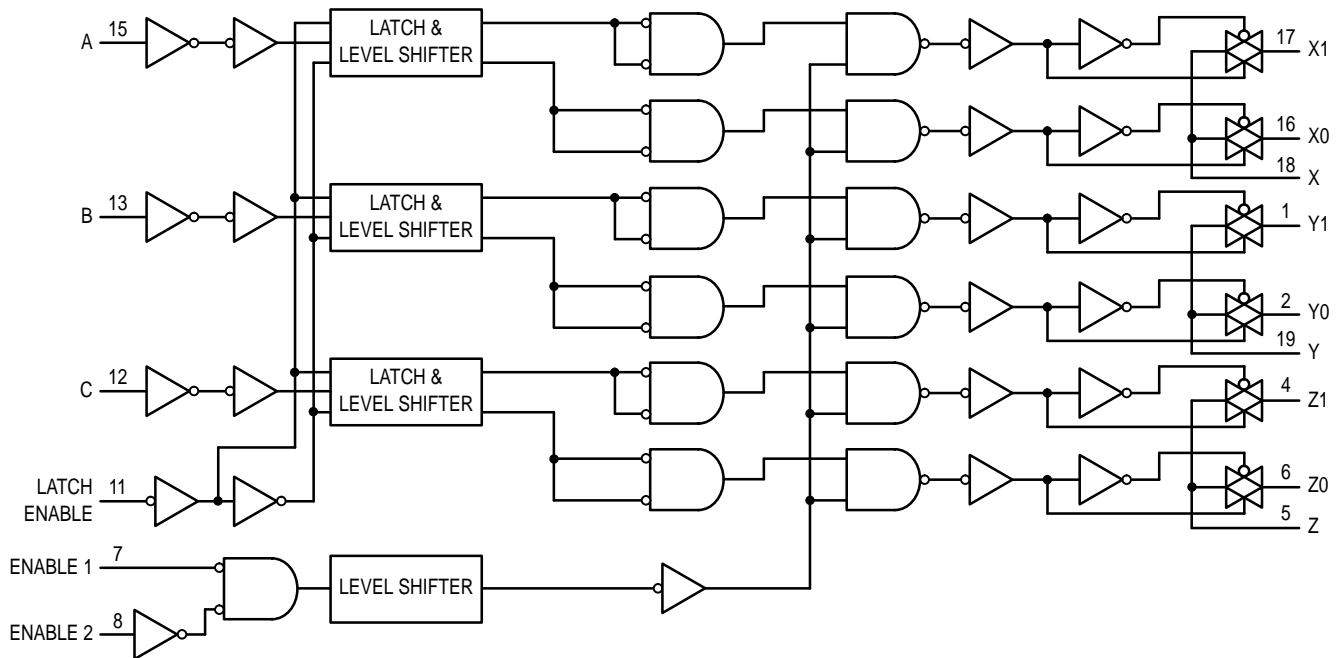 A 15
LATCH &
LEVEL SHIFTER
17 X1
16 X0
18 X
B 13
LATCH &
LEVEL SHIFTER
1 Y1
2 Y0
19 Y
C 12
LATCH &
LEVEL SHIFTER
4 Z1
6 Z0
5 Z
LATCH 11
ENABLE
ENABLE 1 7
LEVEL SHIFTER
ENABLE 2 8